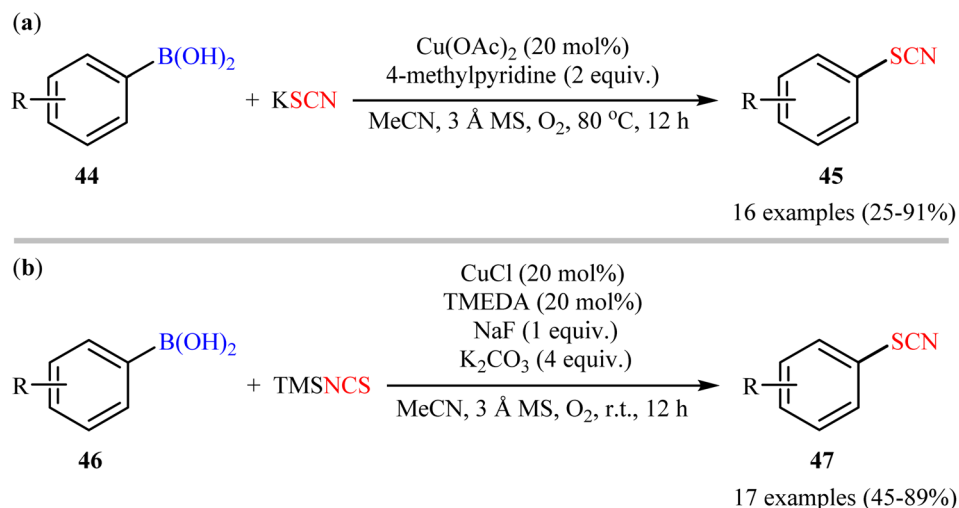 (a)
B(OH)₂
R
+ KSCN
Cu(OAc)₂ (20 mol%)
4-methylpyridine (2 equiv.)
MeCN, 3 Å MS, O₂, 80 °C, 12 h
SCN
R
44
45
16 examples (25-91%)
(b)
B(OH)₂
R
+ TMSNCS
CuCl (20 mol%)
TMEDA (20 mol%)
NaF (1 equiv.)
K₂CO₃ (4 equiv.)
MeCN, 3 Å MS, O₂, r.t., 12 h
SCN
R
46
47
17 examples (45-89%)